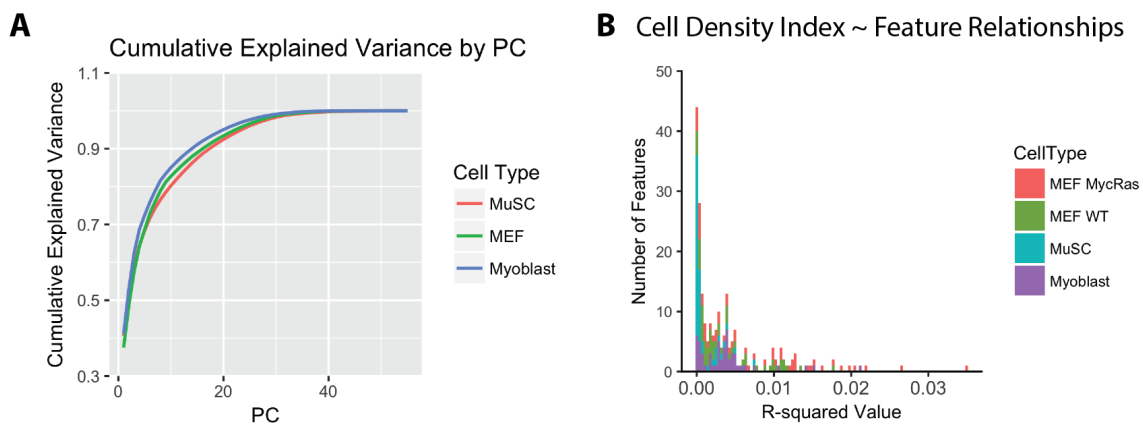 A
Cumulative Explained Variance by PC
Cumulative Explained Variance
1.1
0.9
0.7
0.5
0.3
0
20
40
PC
Cell Type
MuSC
MEF
Myoblast
B
Cell Density Index ~ Feature Relationships
Number of Features
50
40
30
20
10
0
0.00
0.01
0.02
0.03
R-squared Value
CellType
MEF MycRas
MEF WT
MuSC
Myoblast